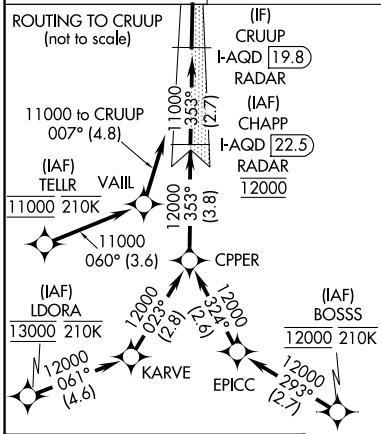 ROUTING TO CRUUP
(not to scale)
(IF)
CRUUP
I-AQD 19.8
RADAR
(IAF)
CHAPP
I-AQD 22.5
RADAR
12000
11000
353°
(2.7)
11000 to CRUUP
007° (4.8)
(IAF)
TELLR
11000 210K
VAIIL
11000
060° (3.6)
12000
353°
(3.8)
CPPER
(IAF)
LDORA
13000 210K
12000
061°
(4.6)
KARVE
12000
023°
(2.8)
12000
324°
(2.6)
EPICC
(IAF)
BOSSS
12000 210K
12000
293°
(2.7)